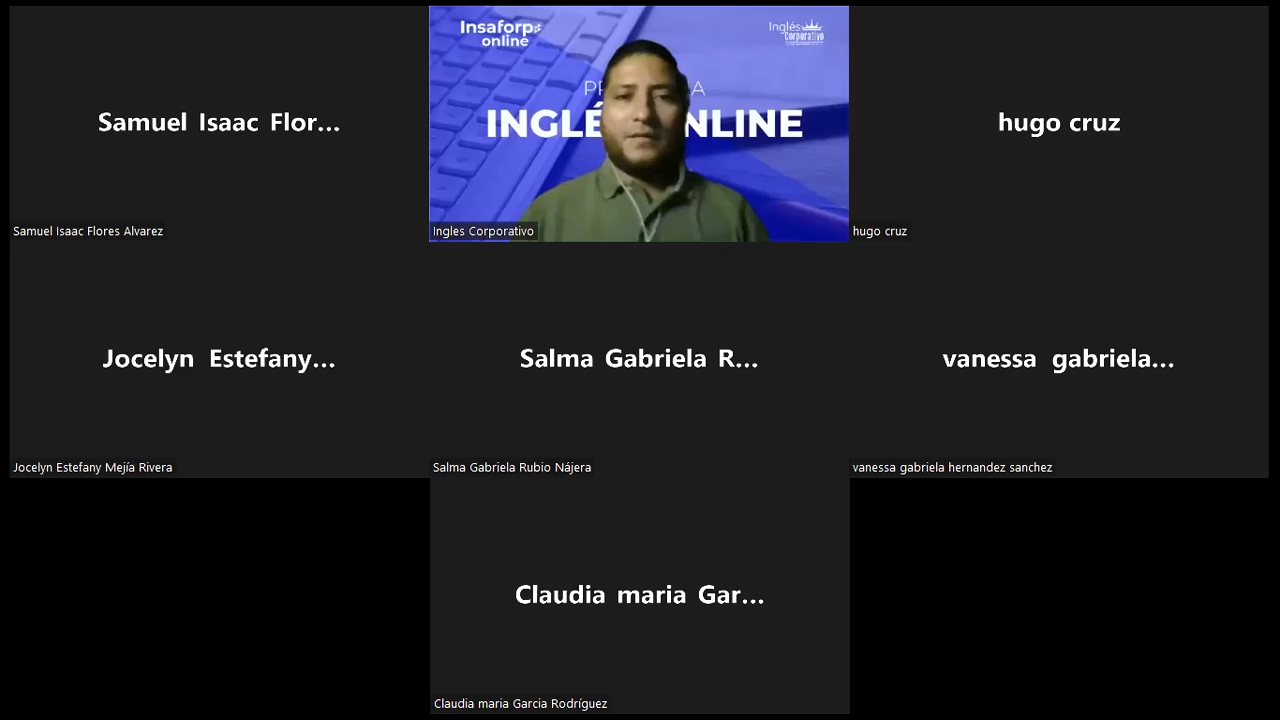 Samuel Isaac Flor...
Samuel Isaac Flores Alvarez
Insaforp
online
Inglés
Corporativo
INGLÉ NLINE
Ingles Corporativo
hugo cruz
hugo cruz
Jocelyn Estefany...
Jocelyn Estefany Mejía Rivera
Salma Gabriela R...
Salma Gabriela Rubio Nájera
vanessa gabriela...
vanessa gabriela hernandez sanchez
Claudia maria Gar...
Claudia maria Garcia Rodríguez